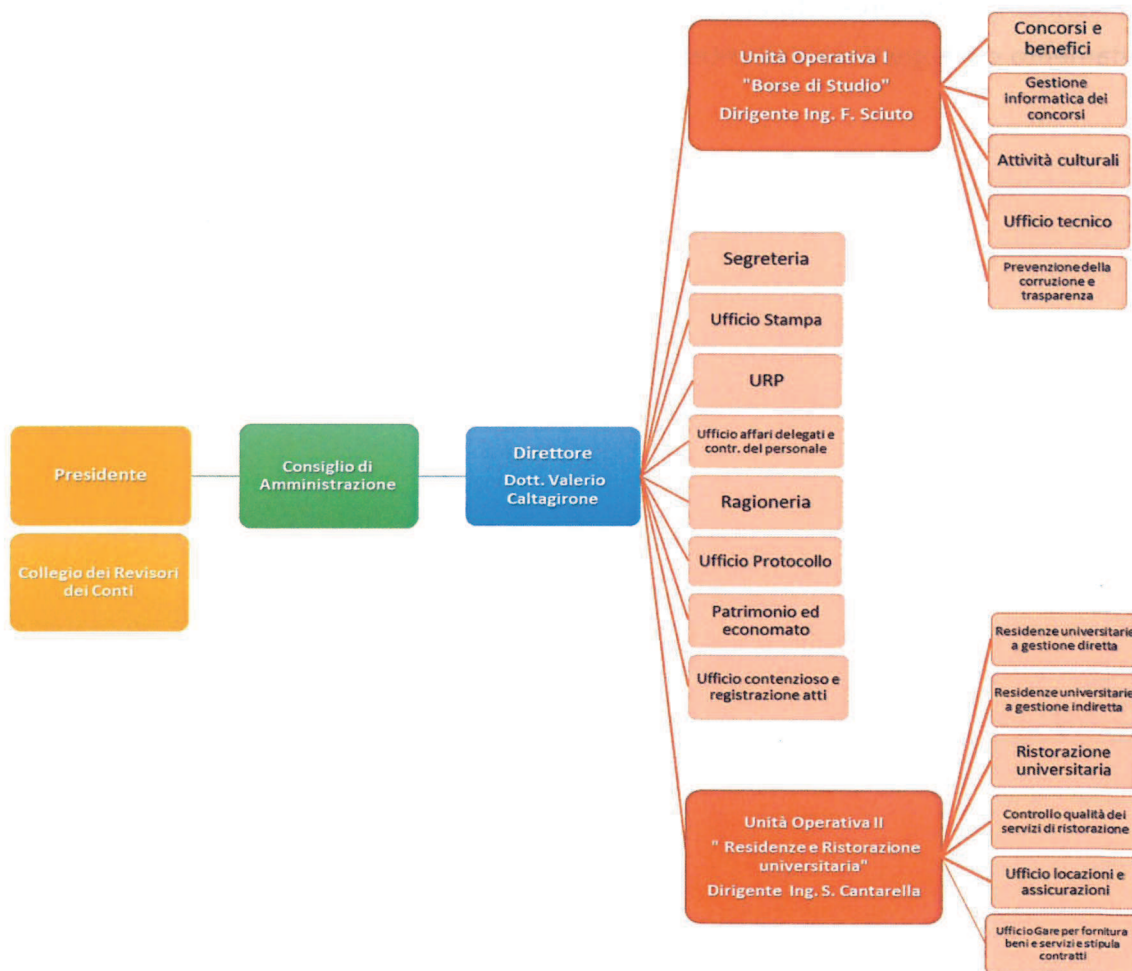 Presidente
Collegio dei Revisori
dei Conti
Consiglio di
Amministrazione
Direttore
Dott. Valerio
Caltagirone
Unità Operativa I
"Borse di Studio"
Dirigente Ing. F. Sciuto
Concorsi e
benefici
Gestione
informatica dei
concorsi
Attività culturali
Ufficio tecnico
Prevenzione della
corruzione e
trasparenza
Segreteria
Ufficio Stampa
URP
Ufficio affari delegati e
contr. del personale
Ragioneria
Ufficio Protocollo
Patrimonio ed
economato
Ufficio contenzioso e
registrazione atti
Unità Operativa II
" Residenze e Ristorazione
universitaria"
Dirigente Ing. S. Cantarella
Residenze universitarie
a gestione diretta
Residenze universitarie
a gestione indiretta
Ristorazione
universitaria
Controllo qualità dei
servizi di ristorazione
Ufficio locazioni e
assicurazioni
Ufficio Gare per fornitura
beni e servizi e stipula
contratti